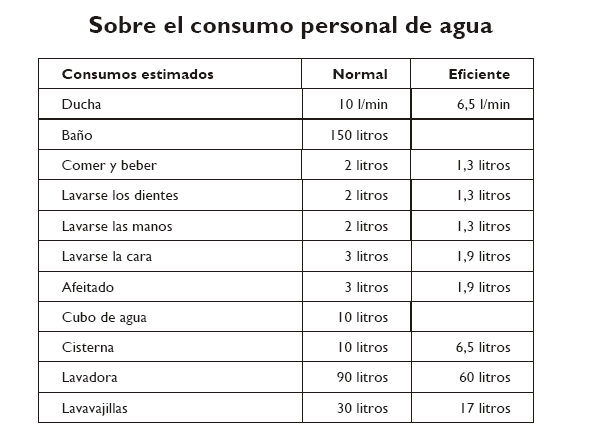 Sobre el consumo personal de agua
Consumos estimados Normal Eficiente
Ducha 10 l/min 6,5 l/min
Baño 150 litros
Comer y beber 2 litros 1,3 litros
Lavarse los dientes 2 litros 1,3 litros
Lavarse las manos 2 litros 1,3 litros
Lavarse la cara 3 litros 1,9 litros
Afeitado 3 litros 1,9 litros
Cubo de agua 10 litros
Cisterna 10 litros 6,5 litros
Lavadora 90 litros 60 litros
Lavavajillas 30 litros 17 litros